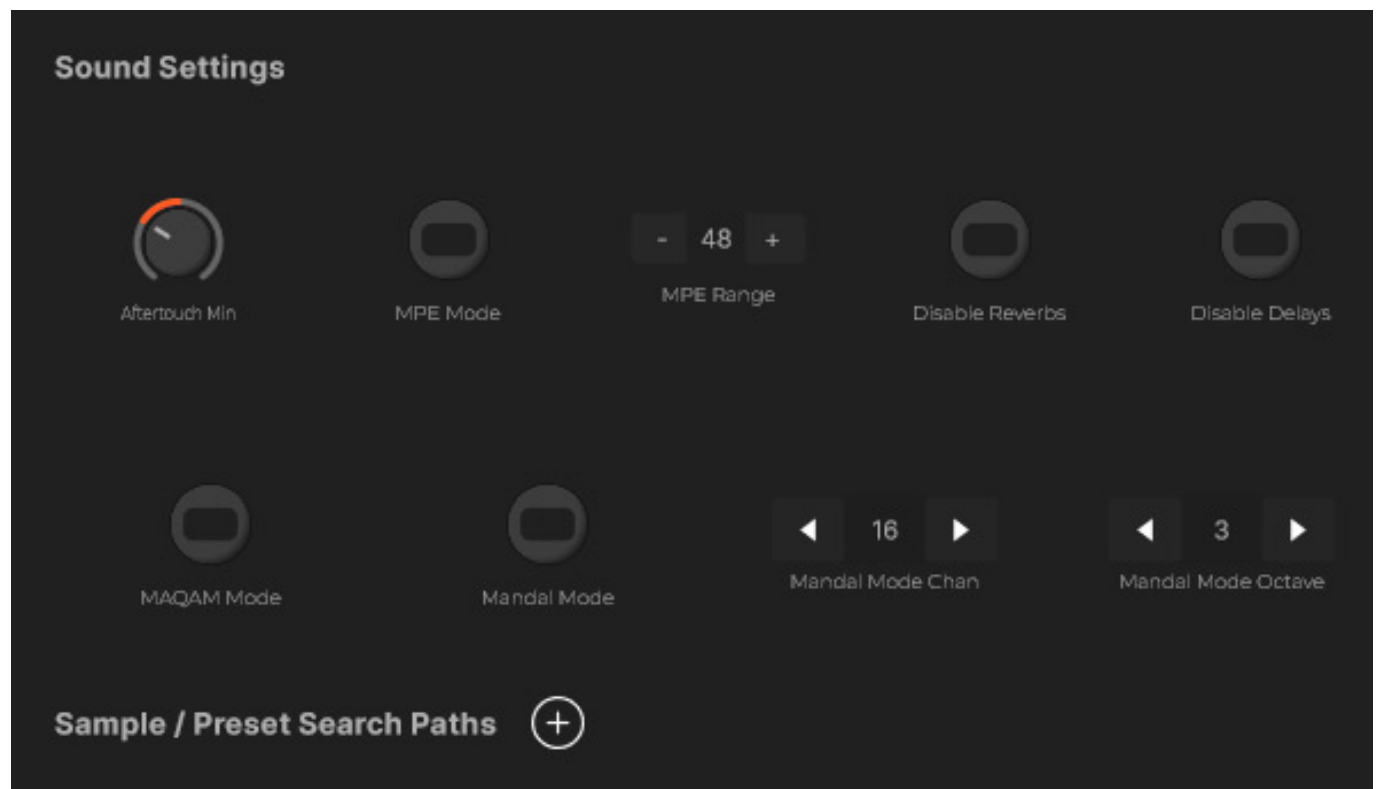 Sound Settings
- 48 +
Aftertouch Min
MPE Mode
MPE Range
Disable Reverbs
Disable Delays
16
3
MAQAM Mode
Mandal Mode
Mandal Mode Chan
Mandal Mode Octave
Sample / Preset Search Paths +